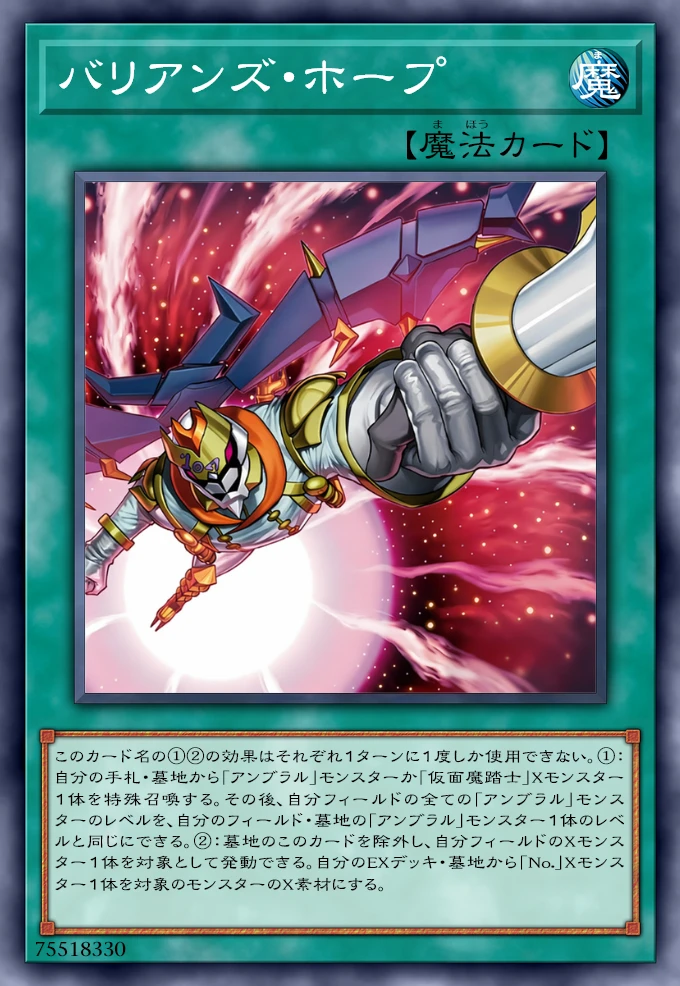 バリアンズ・ホープ
魔
ま
ま ほう
【魔法カード】
104
このカード名の①②の効果はそれぞれ1ターンに1度しか使用できない。①:
自分の手札・墓地から「アンブラル」モンスターか「仮面魔踏士」Xモンスター
1体を特殊召喚する。その後、自分フィールドの全ての「アンブラル」モンス
ターのレベルを、自分のフィールド・墓地の「アンブラル」モンスター1体のレベ
ルと同じにできる。②:墓地のこのカードを除外し、自分フィールドのXモンス
ター1体を対象として発動できる。自分のEXデッキ・墓地から「No.」Xモンス
ター1体を対象のモンスターのX素材にする。
75518330